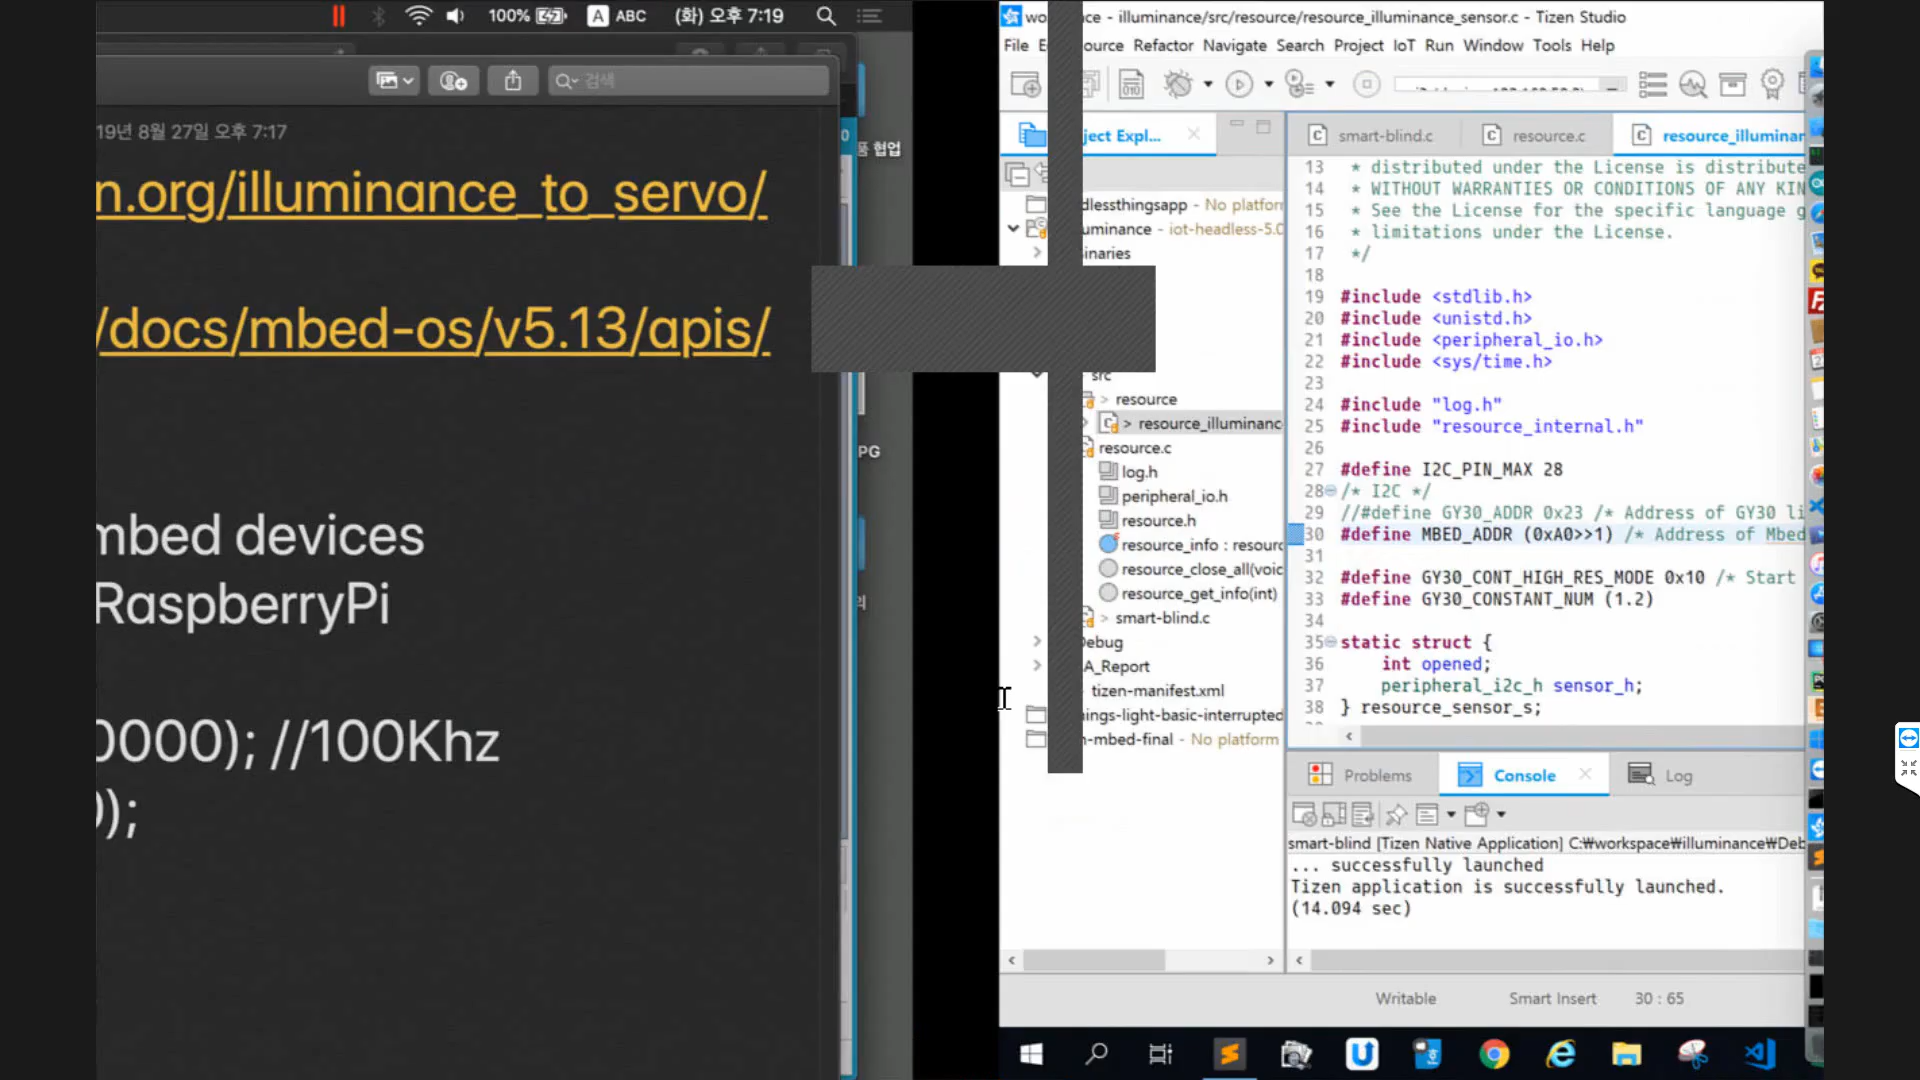 100% A ABC (화) 오후 7:19
검색
19년 8월 27일 오후 7:17
n.org/illuminance_to_servo/
/docs/mbed-os/v5.13/apis/
mbed devices
RaspberryPi
0000); //100Khz
);
품 협업
PG
illuminance/src/resource/resource_illuminance_sensor.c - Tizen Studio
File E ource Refactor Navigate Search Project IoT Run Window Tools Help
ject Expl...
dlessthingsapp - No platfor
uminance - iot-headless-5.0
inaries
src
> resource
> resource_illuminanc
resource.c
log.h
peripheral_io.h
resource.h
resource_info : resour
resource_close_all(voic
resource_get_info(int)
> smart-blind.c
ebug
A_Report
tizen-manifest.xml
ings-light-basic-interrupted
n-mbed-final - No platform
smart-blind.c resource.c resource_illuminar
13 * distributed under the License is distribute
14 * WITHOUT WARRANTIES OR CONDITIONS OF ANY KIN
15 * See the License for the specific language g
16 * limitations under the License.
17 */
18
19 #include <stdlib.h>
20 #include <unistd.h>
21 #include <peripheral_io.h>
22 #include <sys/time.h>
23
24 #include "log.h"
25 #include "resource_internal.h"
26
27 #define I2C_PIN_MAX 28
28 /* I2C */
29 //#define GY30_ADDR 0x23 /* Address of GY30 li
30 #define MBED_ADDR (0xA0>>1) /* Address of Mbed
31
32 #define GY30_CONT_HIGH_RES_MODE 0x10 /* Start
33 #define GY30_CONSTANT_NUM (1.2)
34
35 static struct {
36 int opened;
37 peripheral_i2c_h sensor_h;
38 } resource_sensor_s;
Problems Console Log
smart-blind [Tizen Native Application] C:₩workspace₩illuminance₩Deb
... successfully launched
Tizen application is successfully launched.
(14.094 sec)
Writable Smart Insert 30 : 65